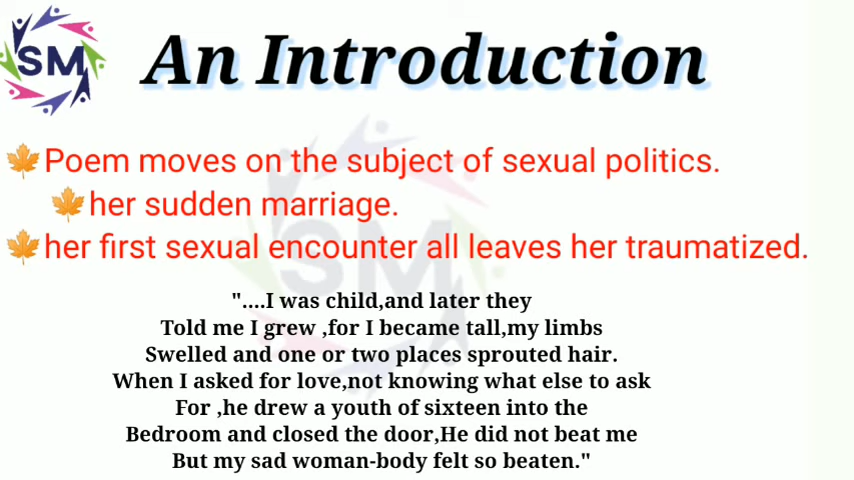 SM
An Introduction
Poem moves on the subject of sexual politics.
her sudden marriage.
her first sexual encounter all leaves her traumatized.
"....I was child,and later they
Told me I grew ,for I became tall,my limbs
Swelled and one or two places sprouted hair.
When I asked for love,not knowing what else to ask
For ,he drew a youth of sixteen into the
Bedroom and closed the door,He did not beat me
But my sad woman-body felt so beaten."